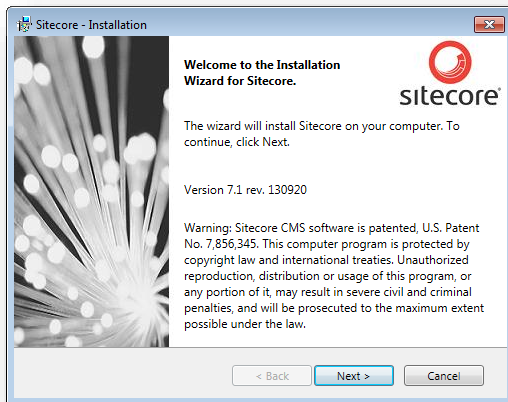 Sitecore - Installation
Welcome to the Installation
Wizard for Sitecore.
sitecore®
The wizard will install Sitecore on your computer. To
continue, click Next.
Version 7.1 rev. 130920
Warning: Sitecore CMS software is patented, U.S. Patent
No. 7,856,345. This computer program is protected by
copyright law and international treaties. Unauthorized
reproduction, distribution or usage of this program, or
any portion of it, may result in severe civil and criminal
penalties, and will be prosecuted to the maximum extent
possible under the law.
< Back Next > Cancel